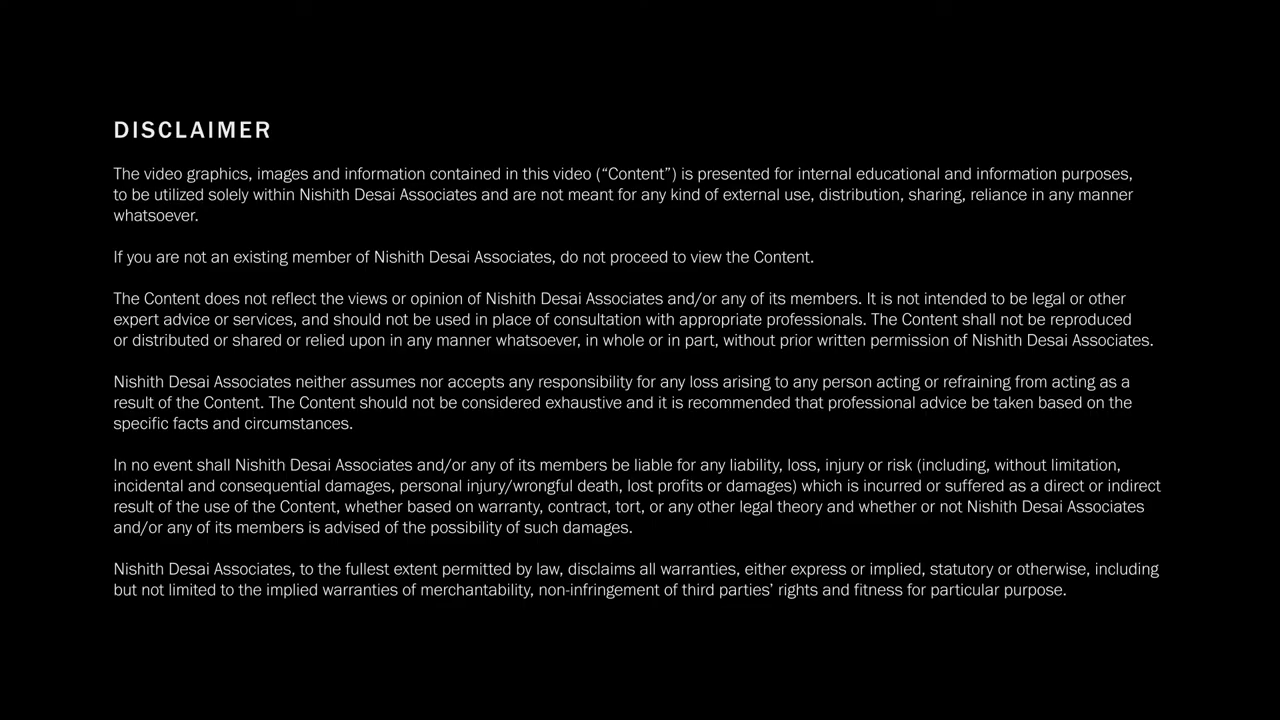 DISCLAIMER
The video graphics, images and information contained in this video (“Content”) is presented for internal educational and information purposes,
to be utilized solely within Nishith Desai Associates and are not meant for any kind of external use, distribution, sharing, reliance in any manner
whatsoever.
If you are not an existing member of Nishith Desai Associates, do not proceed to view the Content.
The Content does not reflect the views or opinion of Nishith Desai Associates and/or any of its members. It is not intended to be legal or other
expert advice or services, and should not be used in place of consultation with appropriate professionals. The Content shall not be reproduced
or distributed or shared or relied upon in any manner whatsoever, in whole or in part, without prior written permission of Nishith Desai Associates.
Nishith Desai Associates neither assumes nor accepts any responsibility for any loss arising to any person acting or refraining from acting as a
result of the Content. The Content should not be considered exhaustive and it is recommended that professional advice be taken based on the
specific facts and circumstances.
In no event shall Nishith Desai Associates and/or any of its members be liable for any liability, loss, injury or risk (including, without limitation,
incidental and consequential damages, personal injury/wrongful death, lost profits or damages) which is incurred or suffered as a direct or indirect
result of the use of the Content, whether based on warranty, contract, tort, or any other legal theory and whether or not Nishith Desai Associates
and/or any of its members is advised of the possibility of such damages.
Nishith Desai Associates, to the fullest extent permitted by law, disclaims all warranties, either express or implied, statutory or otherwise, including
but not limited to the implied warranties of merchantability, non-infringement of third parties’ rights and fitness for particular purpose.